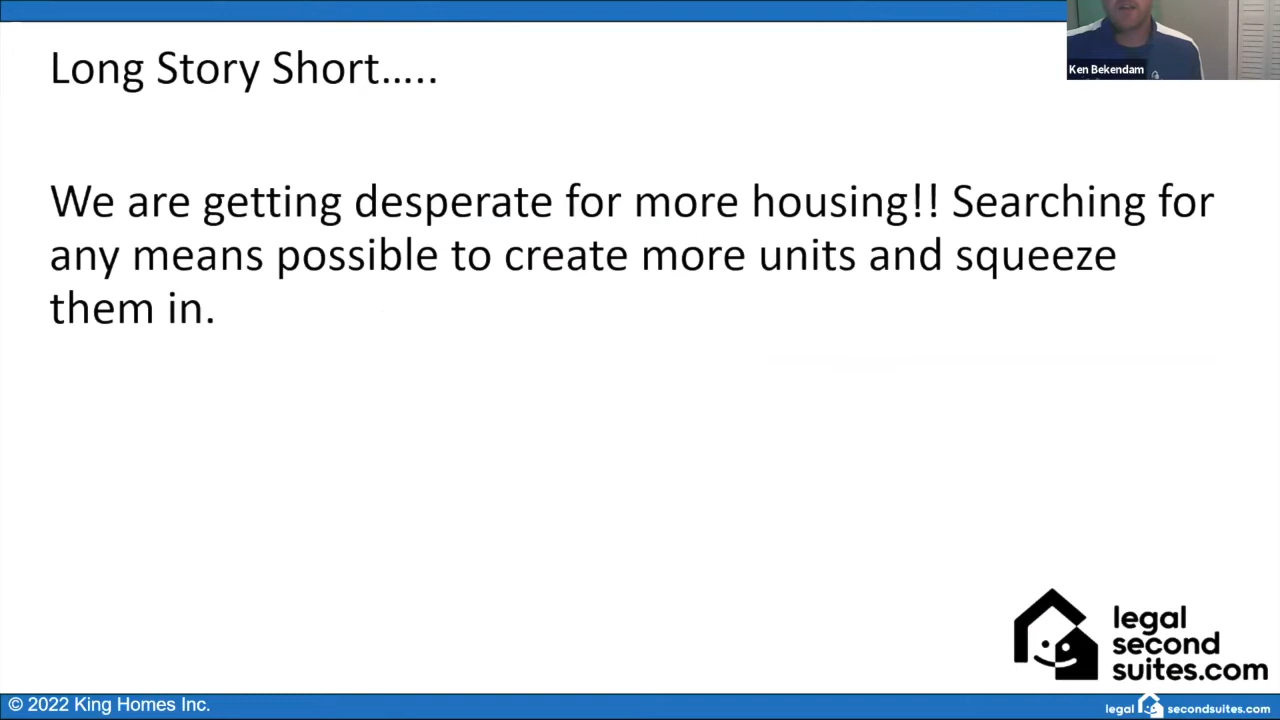 Long Story Short.....
Ken Bekendam
We are getting desperate for more housing!! Searching for
any means possible to create more units and squeeze
them in.
legal
second
suites.com
© 2022 King Homes Inc.
legal secondsuites.com